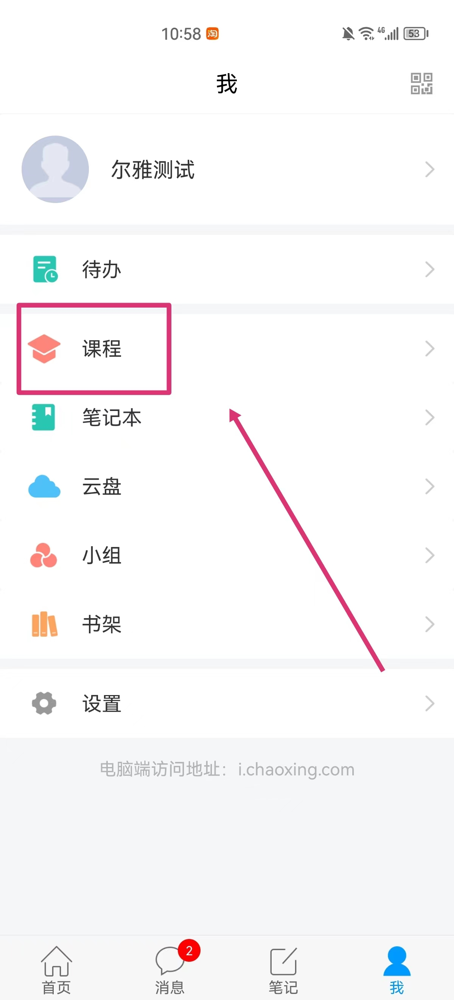 10:58 淘 4G 53
我
尔雅测试
待办
课程
笔记本
云盘
小组
书架
设置
电脑端访问地址：i.chaoxing.com
2
首页 消息 笔记 我